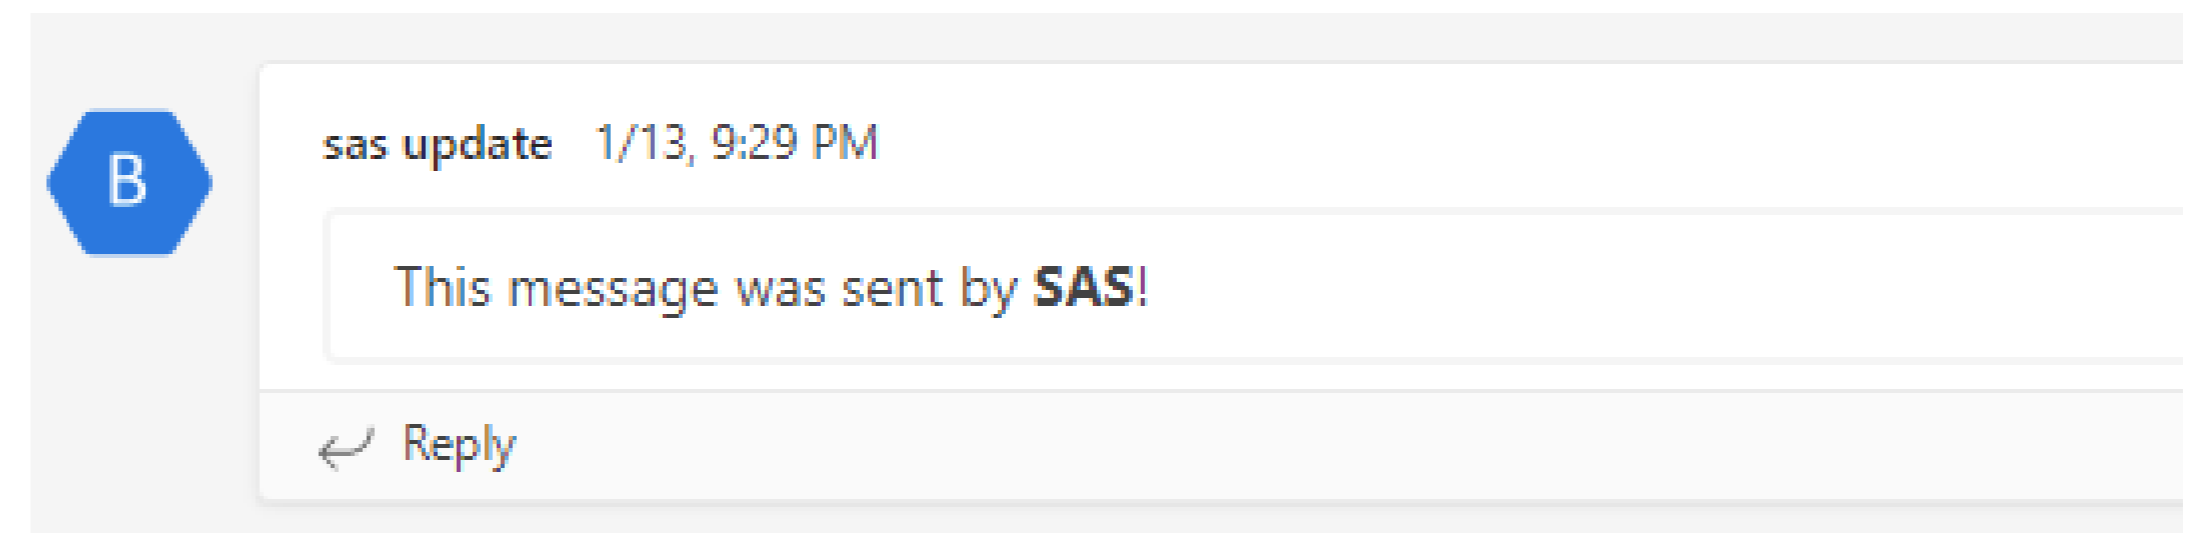 B
sas update 1/13, 9:29 PM
This message was sent by SAS!
Reply